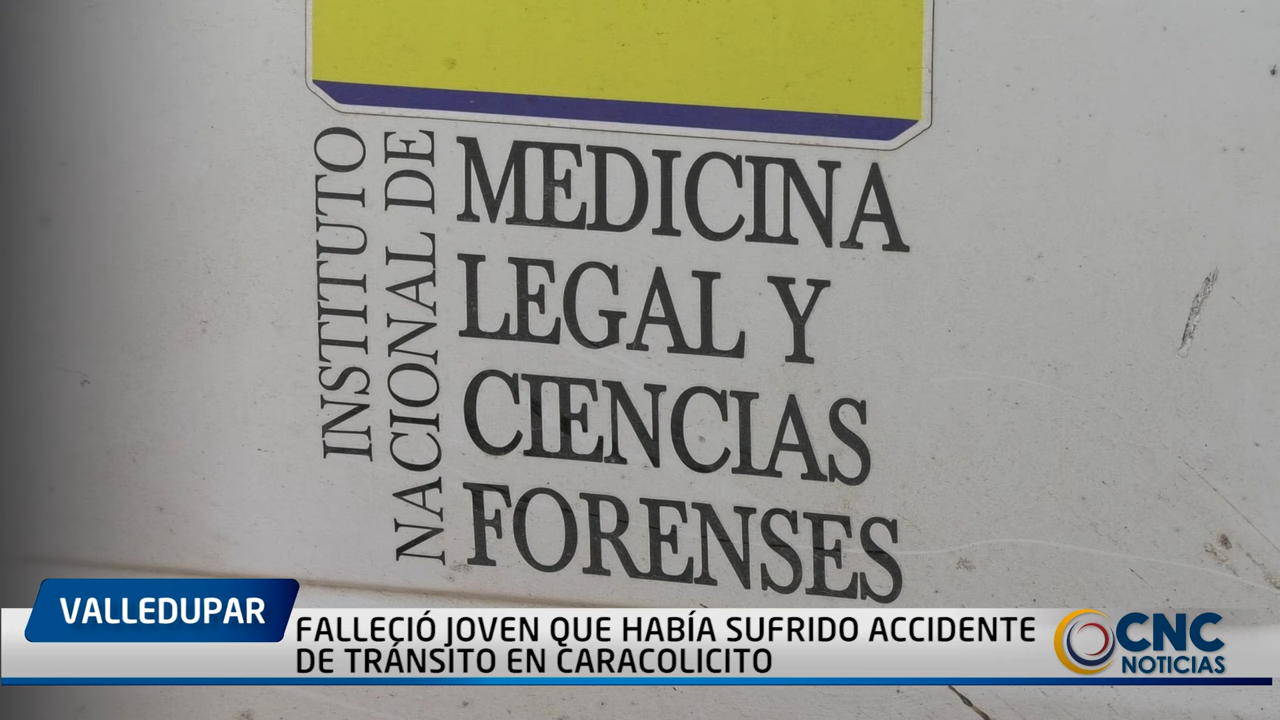 INSTITUTO
NACIONAL DE
MEDICINA
LEGAL Y
CIENCIAS
FORENSES
VALLEDUPAR
FALLECIÓ JOVEN QUE HABÍA SUFRIDO ACCIDENTE
DE TRÁNSITO EN CARACOLICITO
CNC
NOTICIAS